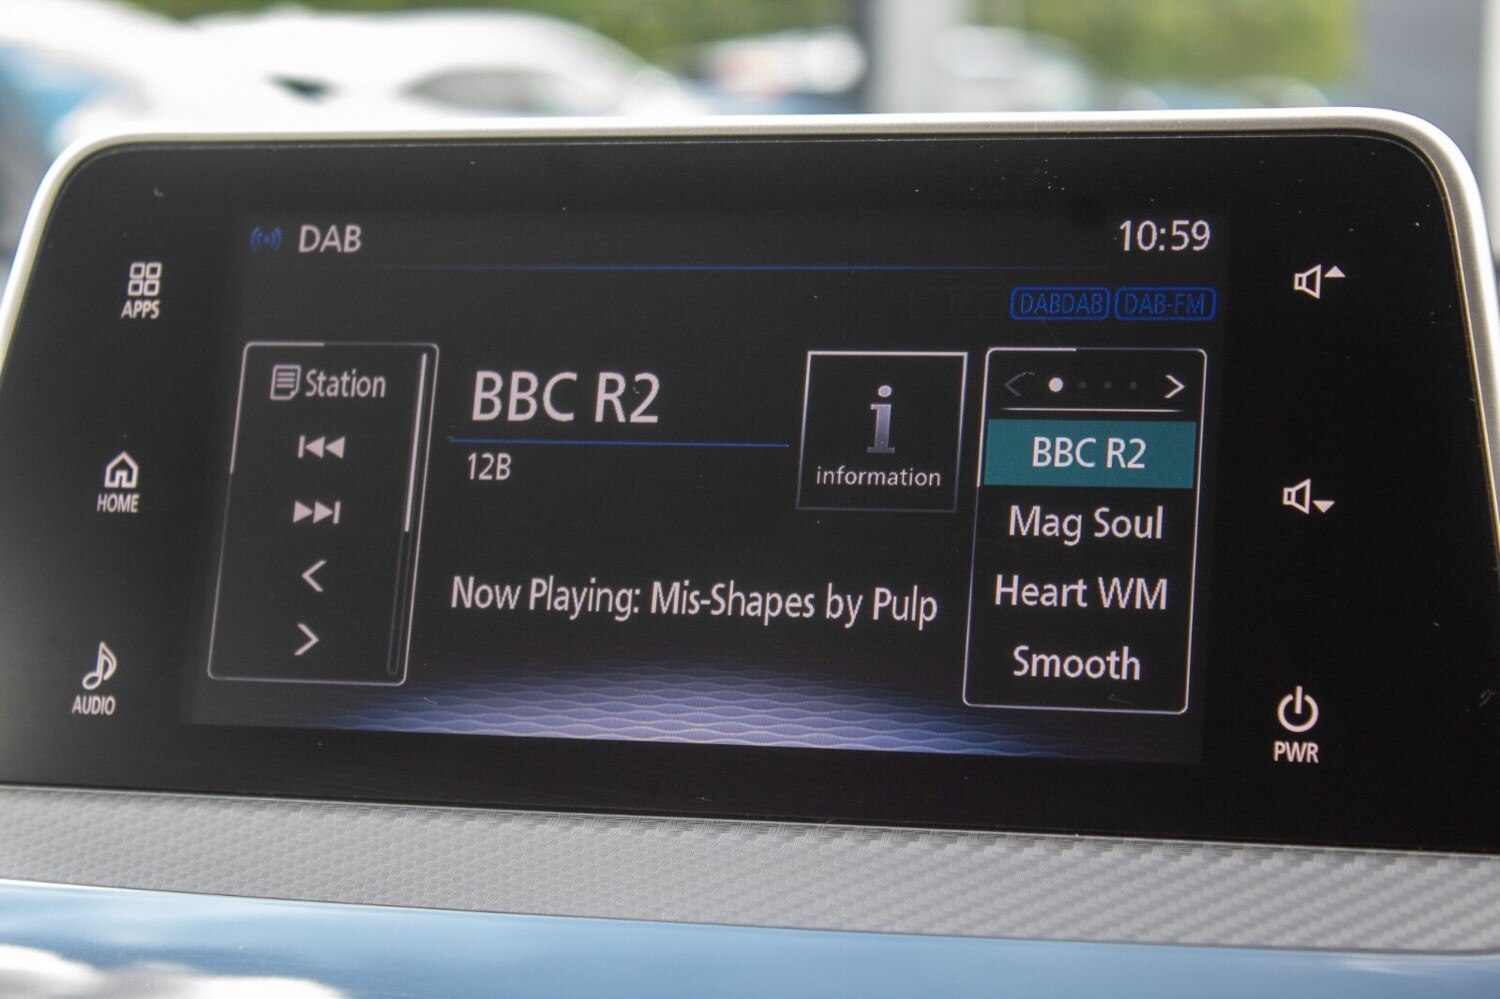 DAB
10:59
DABDAB DAB-FM
APPS
Station
BBC R2
12B
information
BBC R2
Mag Soul
Heart WM
Smooth
Now Playing: Mis-Shapes by Pulp
HOME
AUDIO
PWR